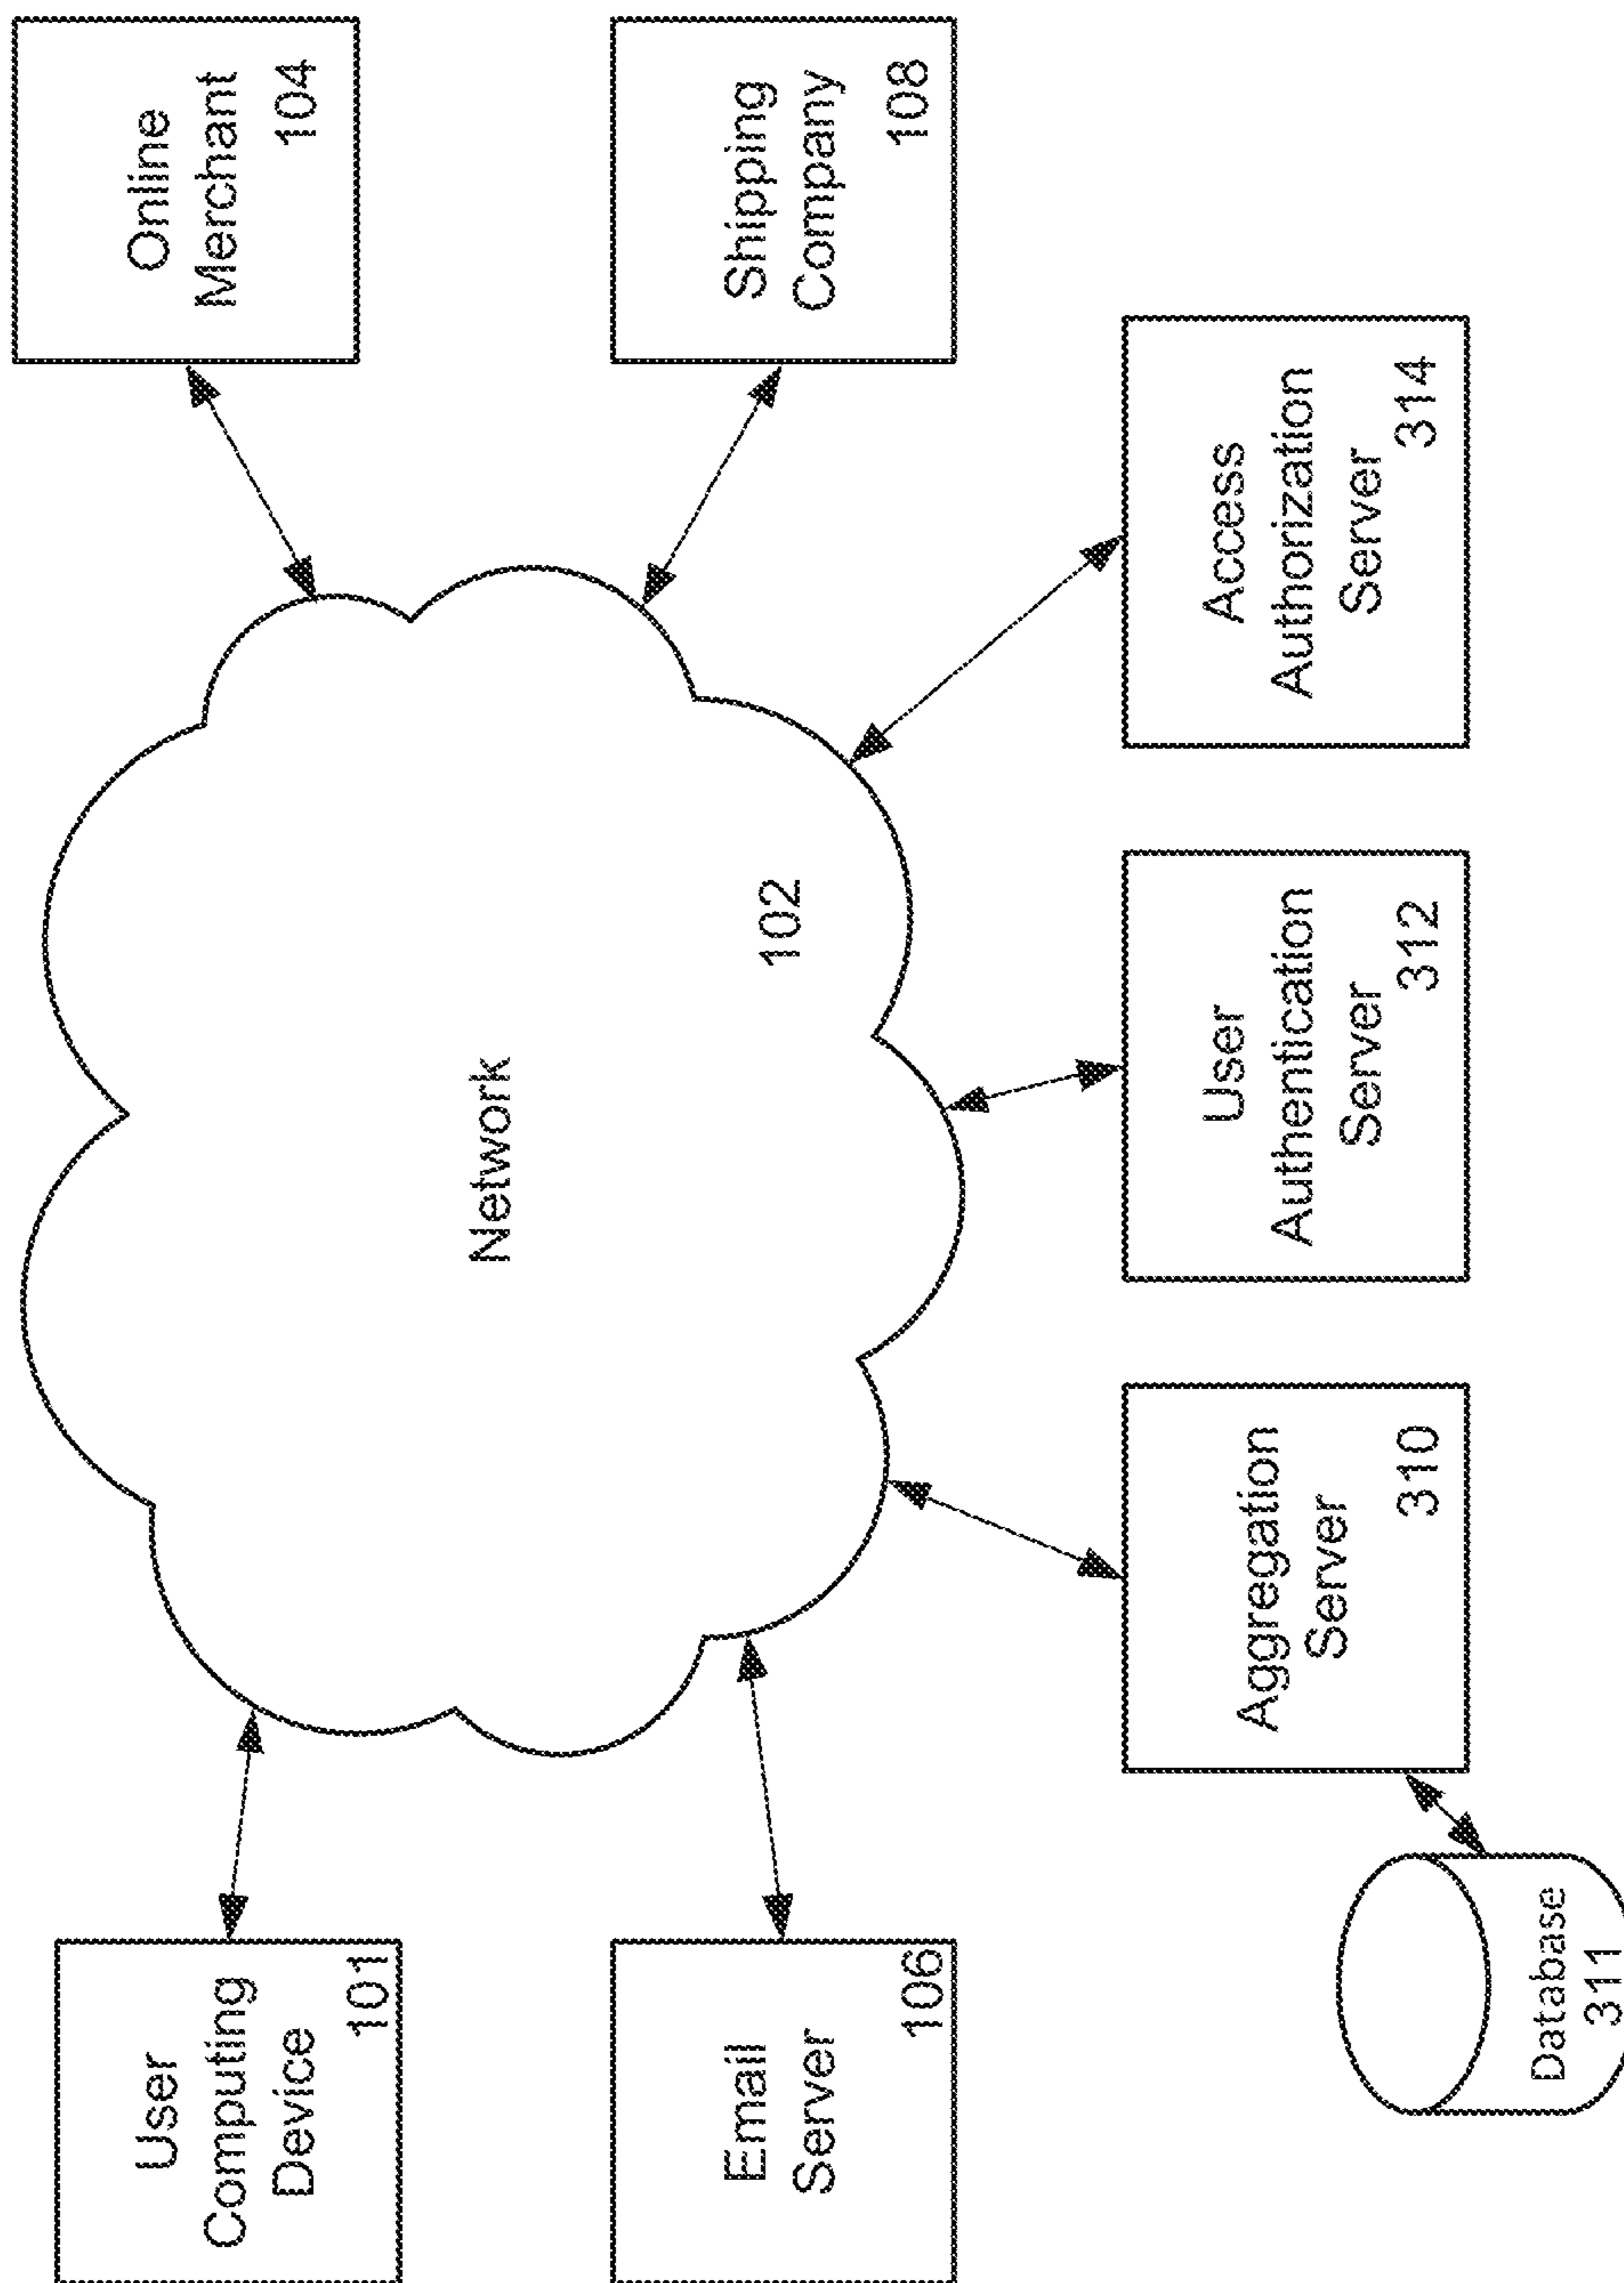 User
Computing
Device
101
Online
Merchant
104
Network
102
Email
Server
106
Shipping
Company
108
Aggregation
Server
310
User
Authentication
Server
312
Access
Authorization
Server
314
Database
311